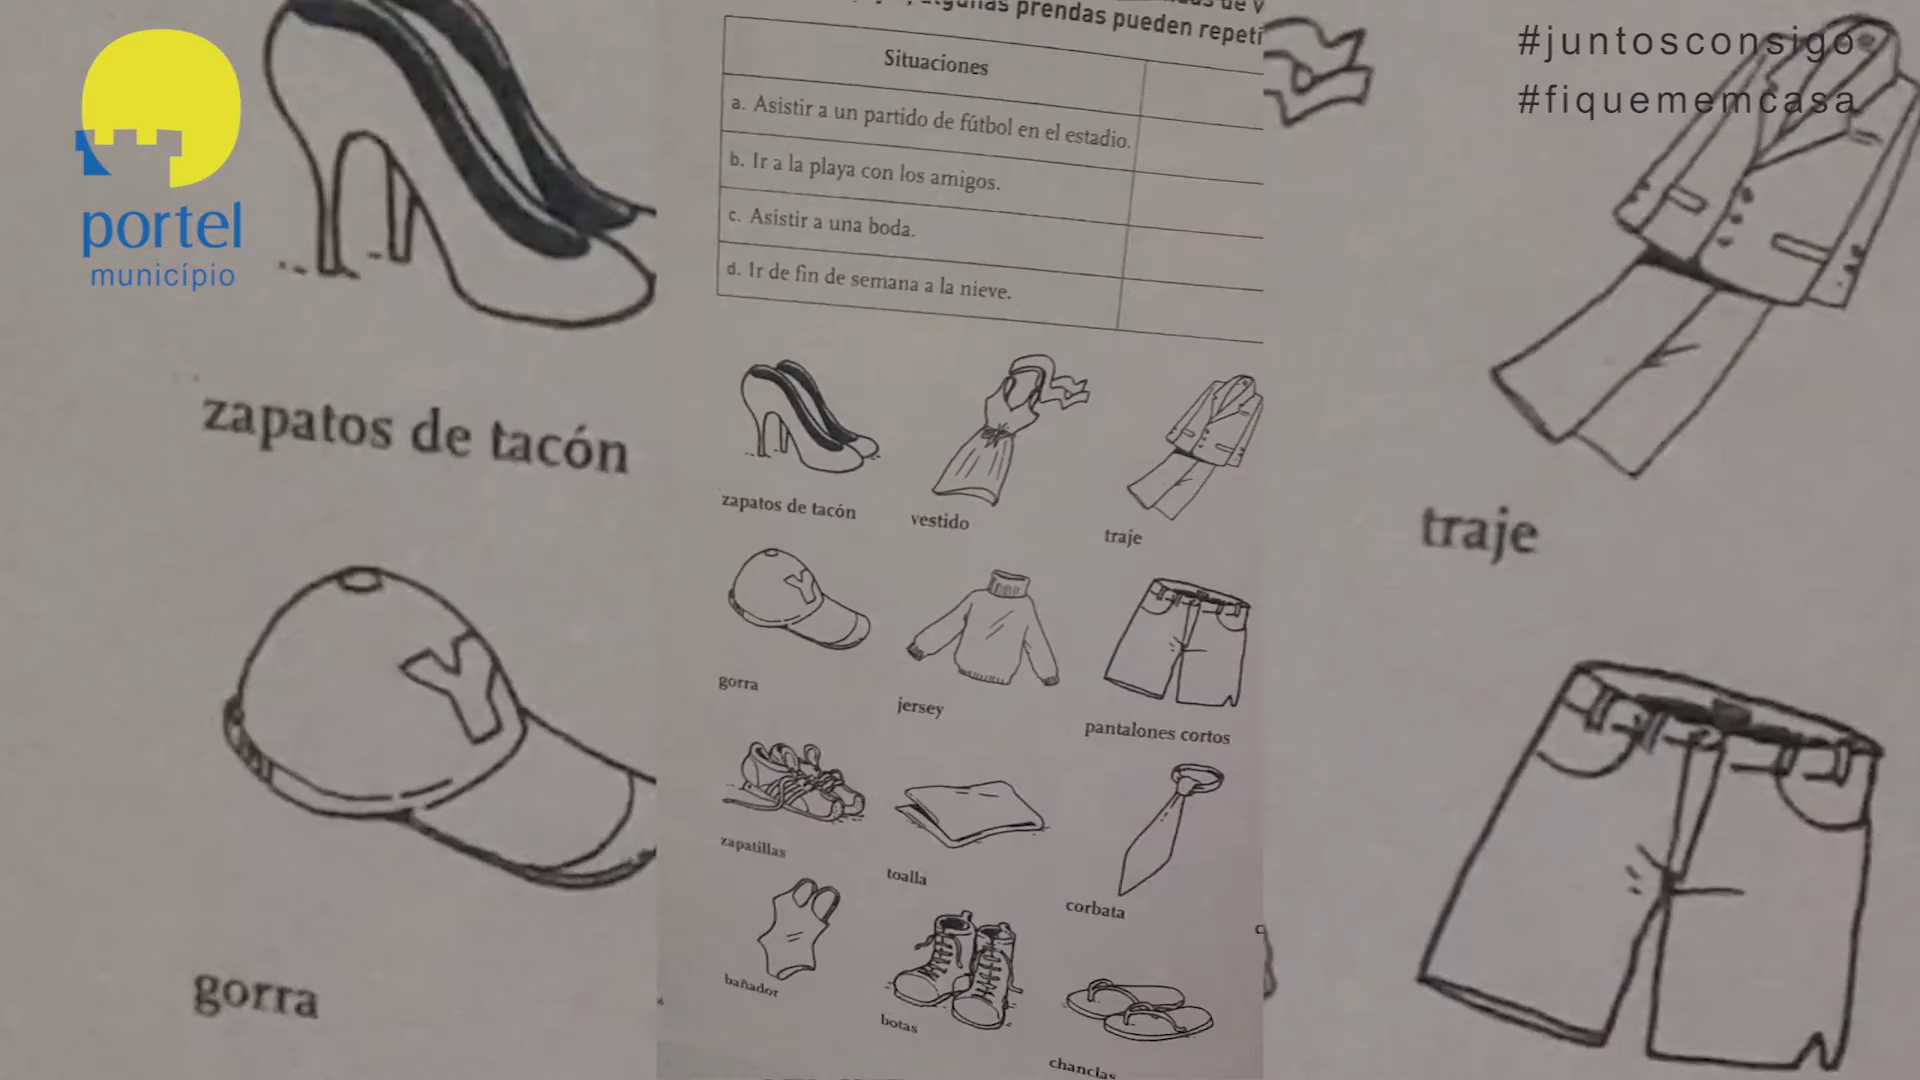 portel
município
#juntosconsigo
#fiquememcasa
zapatos de tacón
gorra
algunas prendas pueden
Situaciones
a. Asistir a un partido de fútbol en el estadio.
b. Ir a la playa con los amigos.
c. Asistir a una boda.
d. Ir de fin de semana a la nieve.
zapatos de tacón
vestido
traje
Y
gorra
jersey
pantalones cortos
zapatillas
toalla
corbata
bañador
botas
chanclas
traje
Y